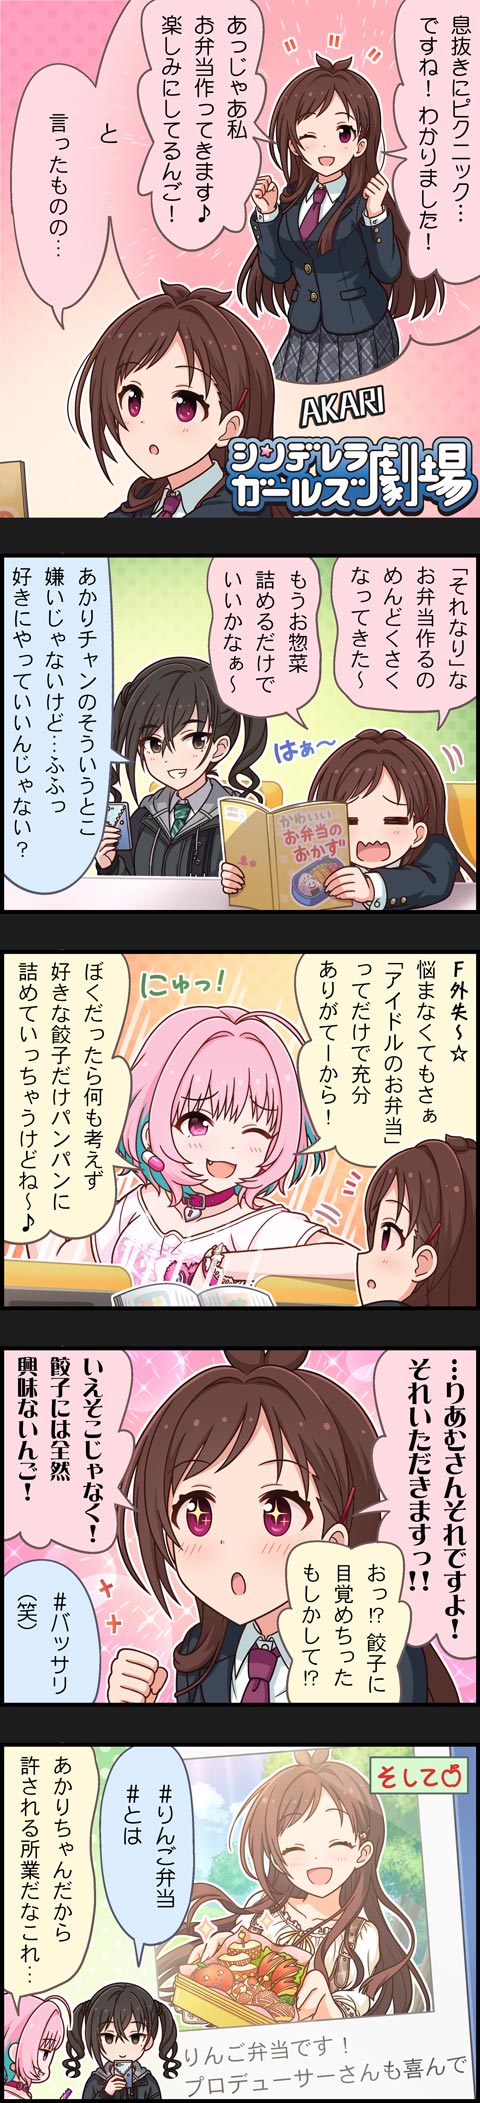 息抜きにピクニック…
ですね！わかりました！
あっじゃあ私
お弁当作ってきます♪
楽しみにしてるんご！
と
言ったものの…
AKARI
シンデレラ
ガールズ劇場
「それなり」な
お弁当作るの
めんどくさく
なってきた～
もうお惣菜
詰めるだけで
いいかなぁ～
はぁ～
かわいい
お弁当の
おかず
あかりチャンのそういうとこ
嫌いじゃないけど…ふふっ
好きにやっていいんじゃない？
F外失～☆
悩まなくてもさぁ
「アイドルのお弁当」
ってだけで充分
ありがてーから！
にゅっ！
ぼくだったら何も考えず
好きな餃子だけパンパンに
詰めていっちゃうけどね～♪
…りあむさんそれですよ！
それいただきますっ！！
おっ！？餃子に
目覚めちった
もしかして！？
いえそこじゃなく！
餃子には全然
興味ないんご！
#バッサリ
（笑）
そして
#りんご弁当
#とは
あかりちゃんだから
許される所業だなこれ…
りんご弁当です！
プロデューサーさんも喜んで